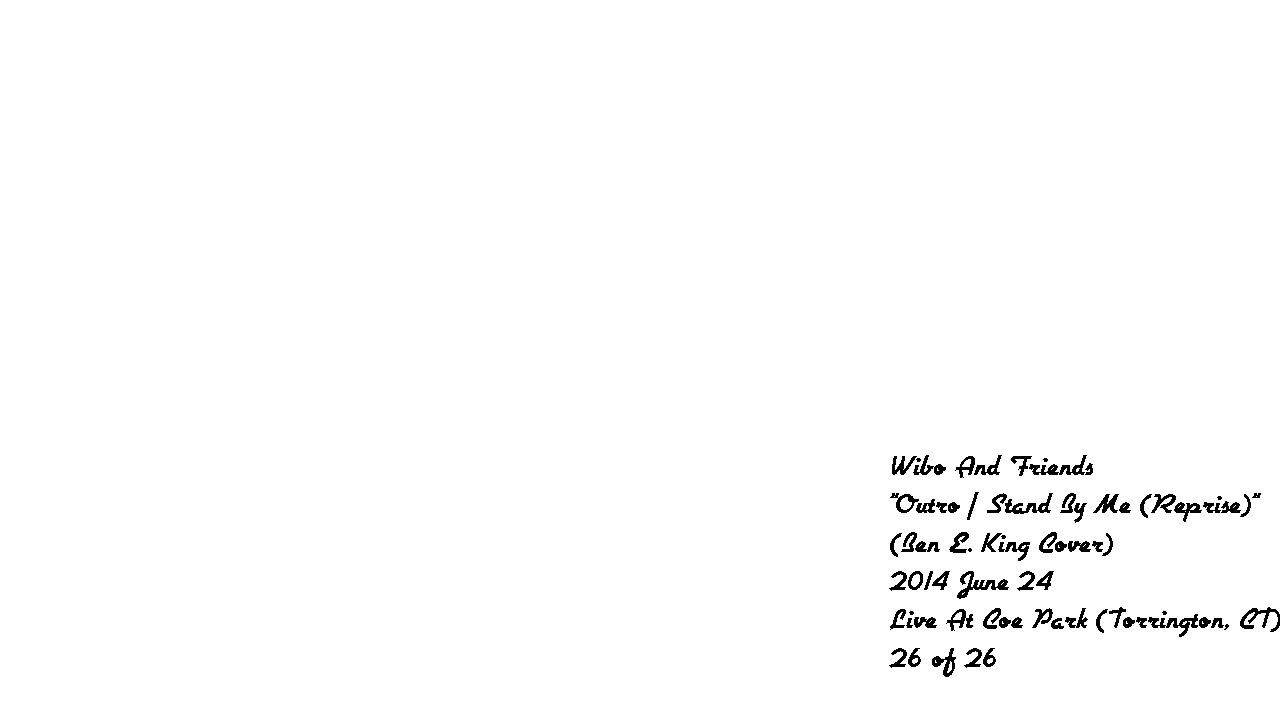 Wibo And Friends
"Outro / Stand By Me (Reprise)"
(Ben E. King Cover)
2014 June 24
Live At Coe Park (Torrington, CT)
26 of 26